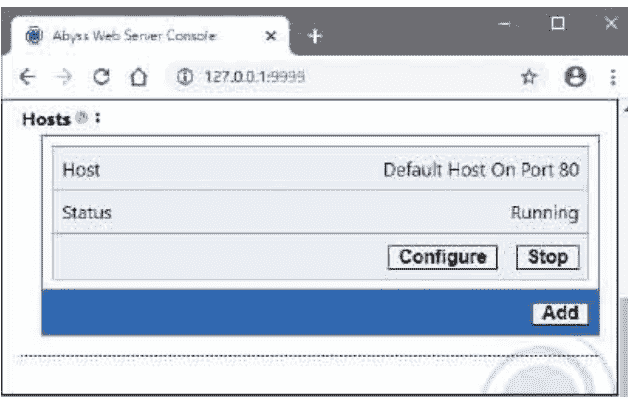 Abyss Web Server Console
127.0.0.1:9999
Hosts :
Host Default Host On Port 80
Status Running
Configure Stop
Add